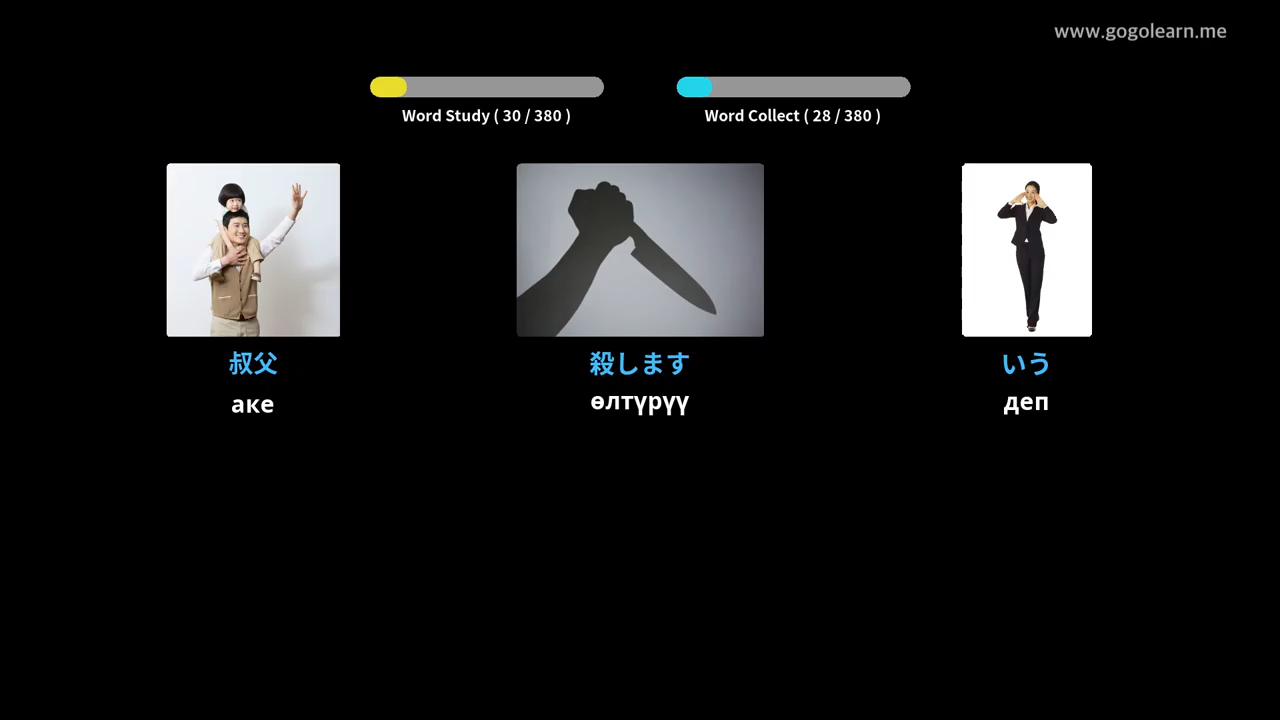 www.gogolearn.me
Word Study ( 30 / 380 )
Word Collect ( 28 / 380 )
叔父
殺します
いう
аке
өлтүрүү
деп